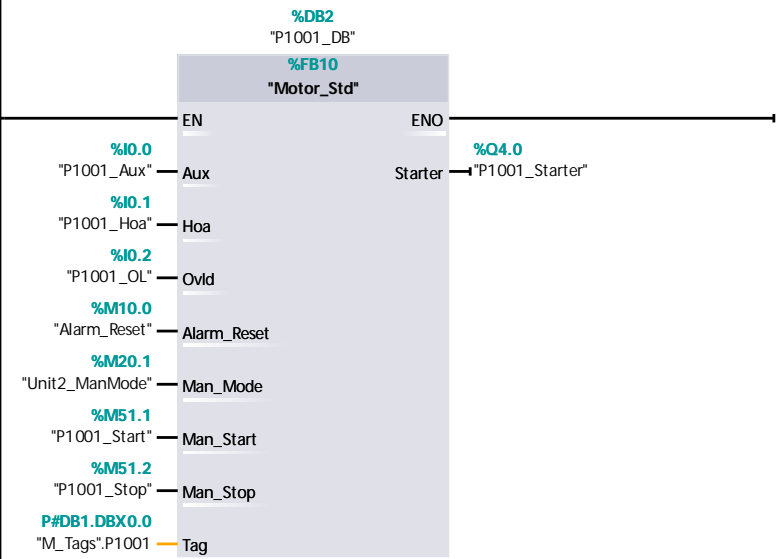 %DB2
"P1001_DB"
%FB10
"Motor_Std"
EN ENO
%I0.0 %Q4.0
"P1001_Aux" Aux Starter "P1001_Starter"
%I0.1
"P1001_Hoa" Hoa
%I0.2
"P1001_OL" Ovld
%M10.0
"Alarm_Reset" Alarm_Reset
%M20.1
"Unit2_ManMode" Man_Mode
%M51.1
"P1001_Start" Man_Start
%M51.2
"P1001_Stop" Man_Stop
P#DB1.DBX0.0
"M_Tags".P1001 Tag